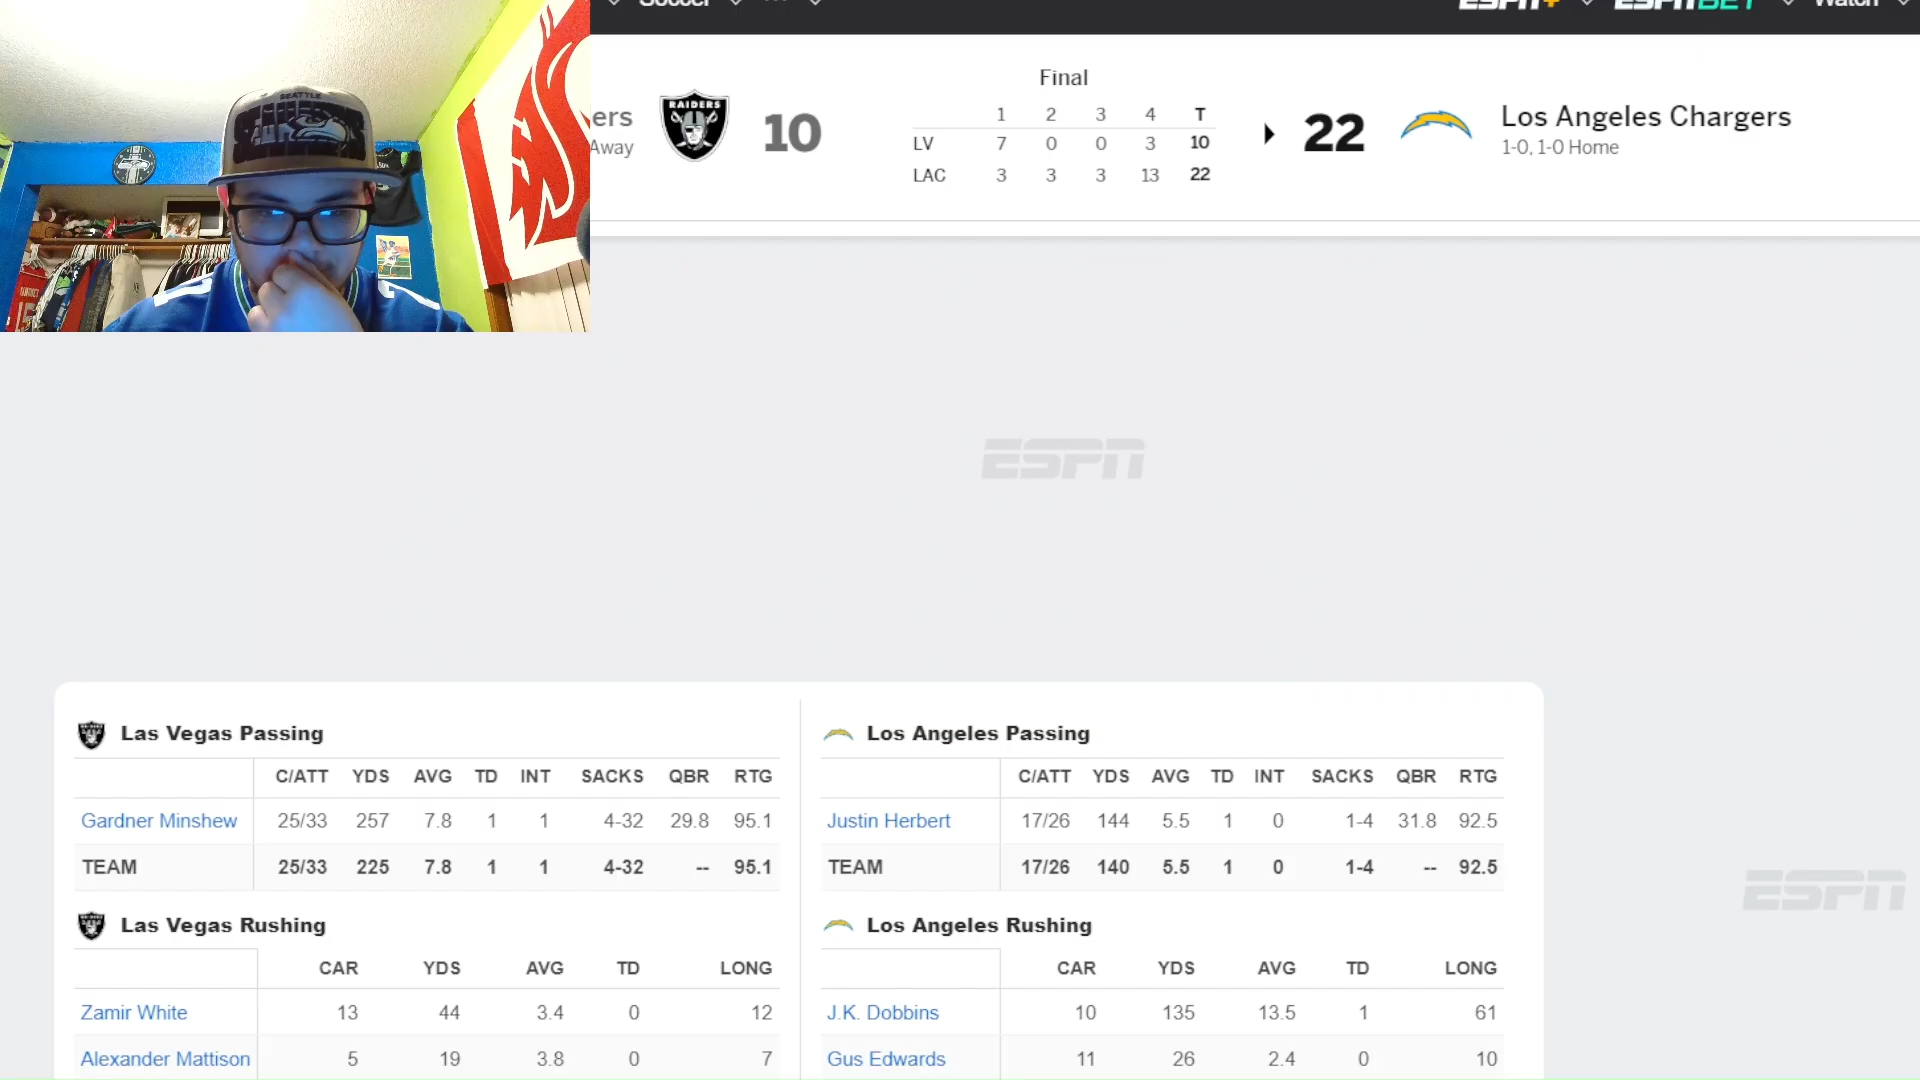 Soccer ESPN+ ESPNBET Watch
SEATTLE
Final
ers RAIDERS 10 22 Los Angeles Chargers
Away 1-0, 1-0 Home
1 2 3 4 T
LV 7 0 0 3 10
LAC 3 3 3 13 22
ESPN
Las Vegas Passing
C/ATT YDS AVG TD INT SACKS QBR RTG
Gardner Minshew 25/33 257 7.8 1 1 4-32 29.8 95.1
TEAM 25/33 225 7.8 1 1 4-32 -- 95.1
Los Angeles Passing
C/ATT YDS AVG TD INT SACKS QBR RTG
Justin Herbert 17/26 144 5.5 1 0 1-4 31.8 92.5
TEAM 17/26 140 5.5 1 0 1-4 -- 92.5
ESPN
Las Vegas Rushing
CAR YDS AVG TD LONG
Zamir White 13 44 3.4 0 12
Alexander Mattison 5 19 3.8 0 7
Los Angeles Rushing
CAR YDS AVG TD LONG
J.K. Dobbins 10 135 13.5 1 61
Gus Edwards 11 26 2.4 0 10